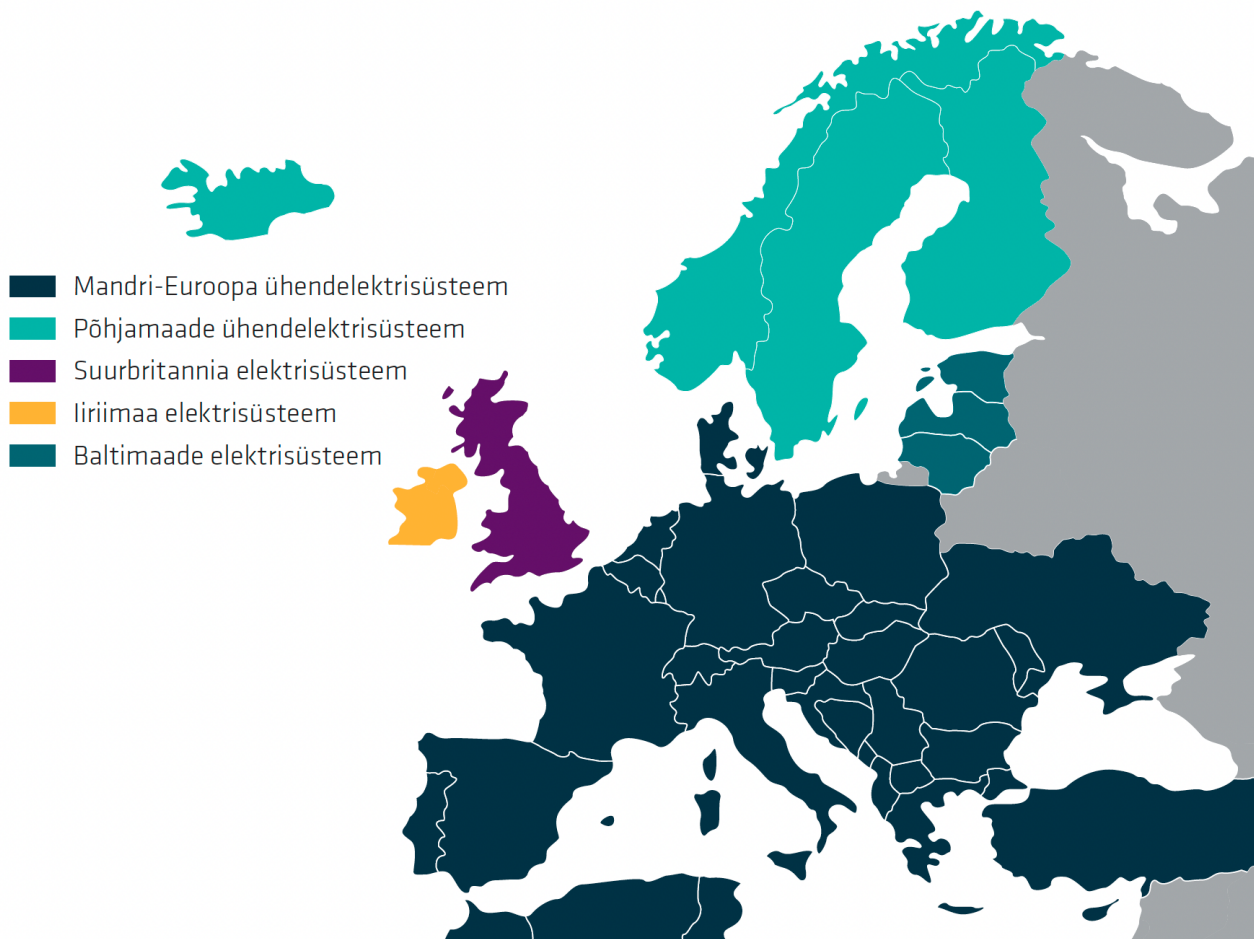 Mandri-Euroopa ühendelektrisüsteem
Põhjamaade ühendelektrisüsteem
Suurbritannia elektrisüsteem
Iiriimaa elektrisüsteem
Baltimaade elektrisüsteem